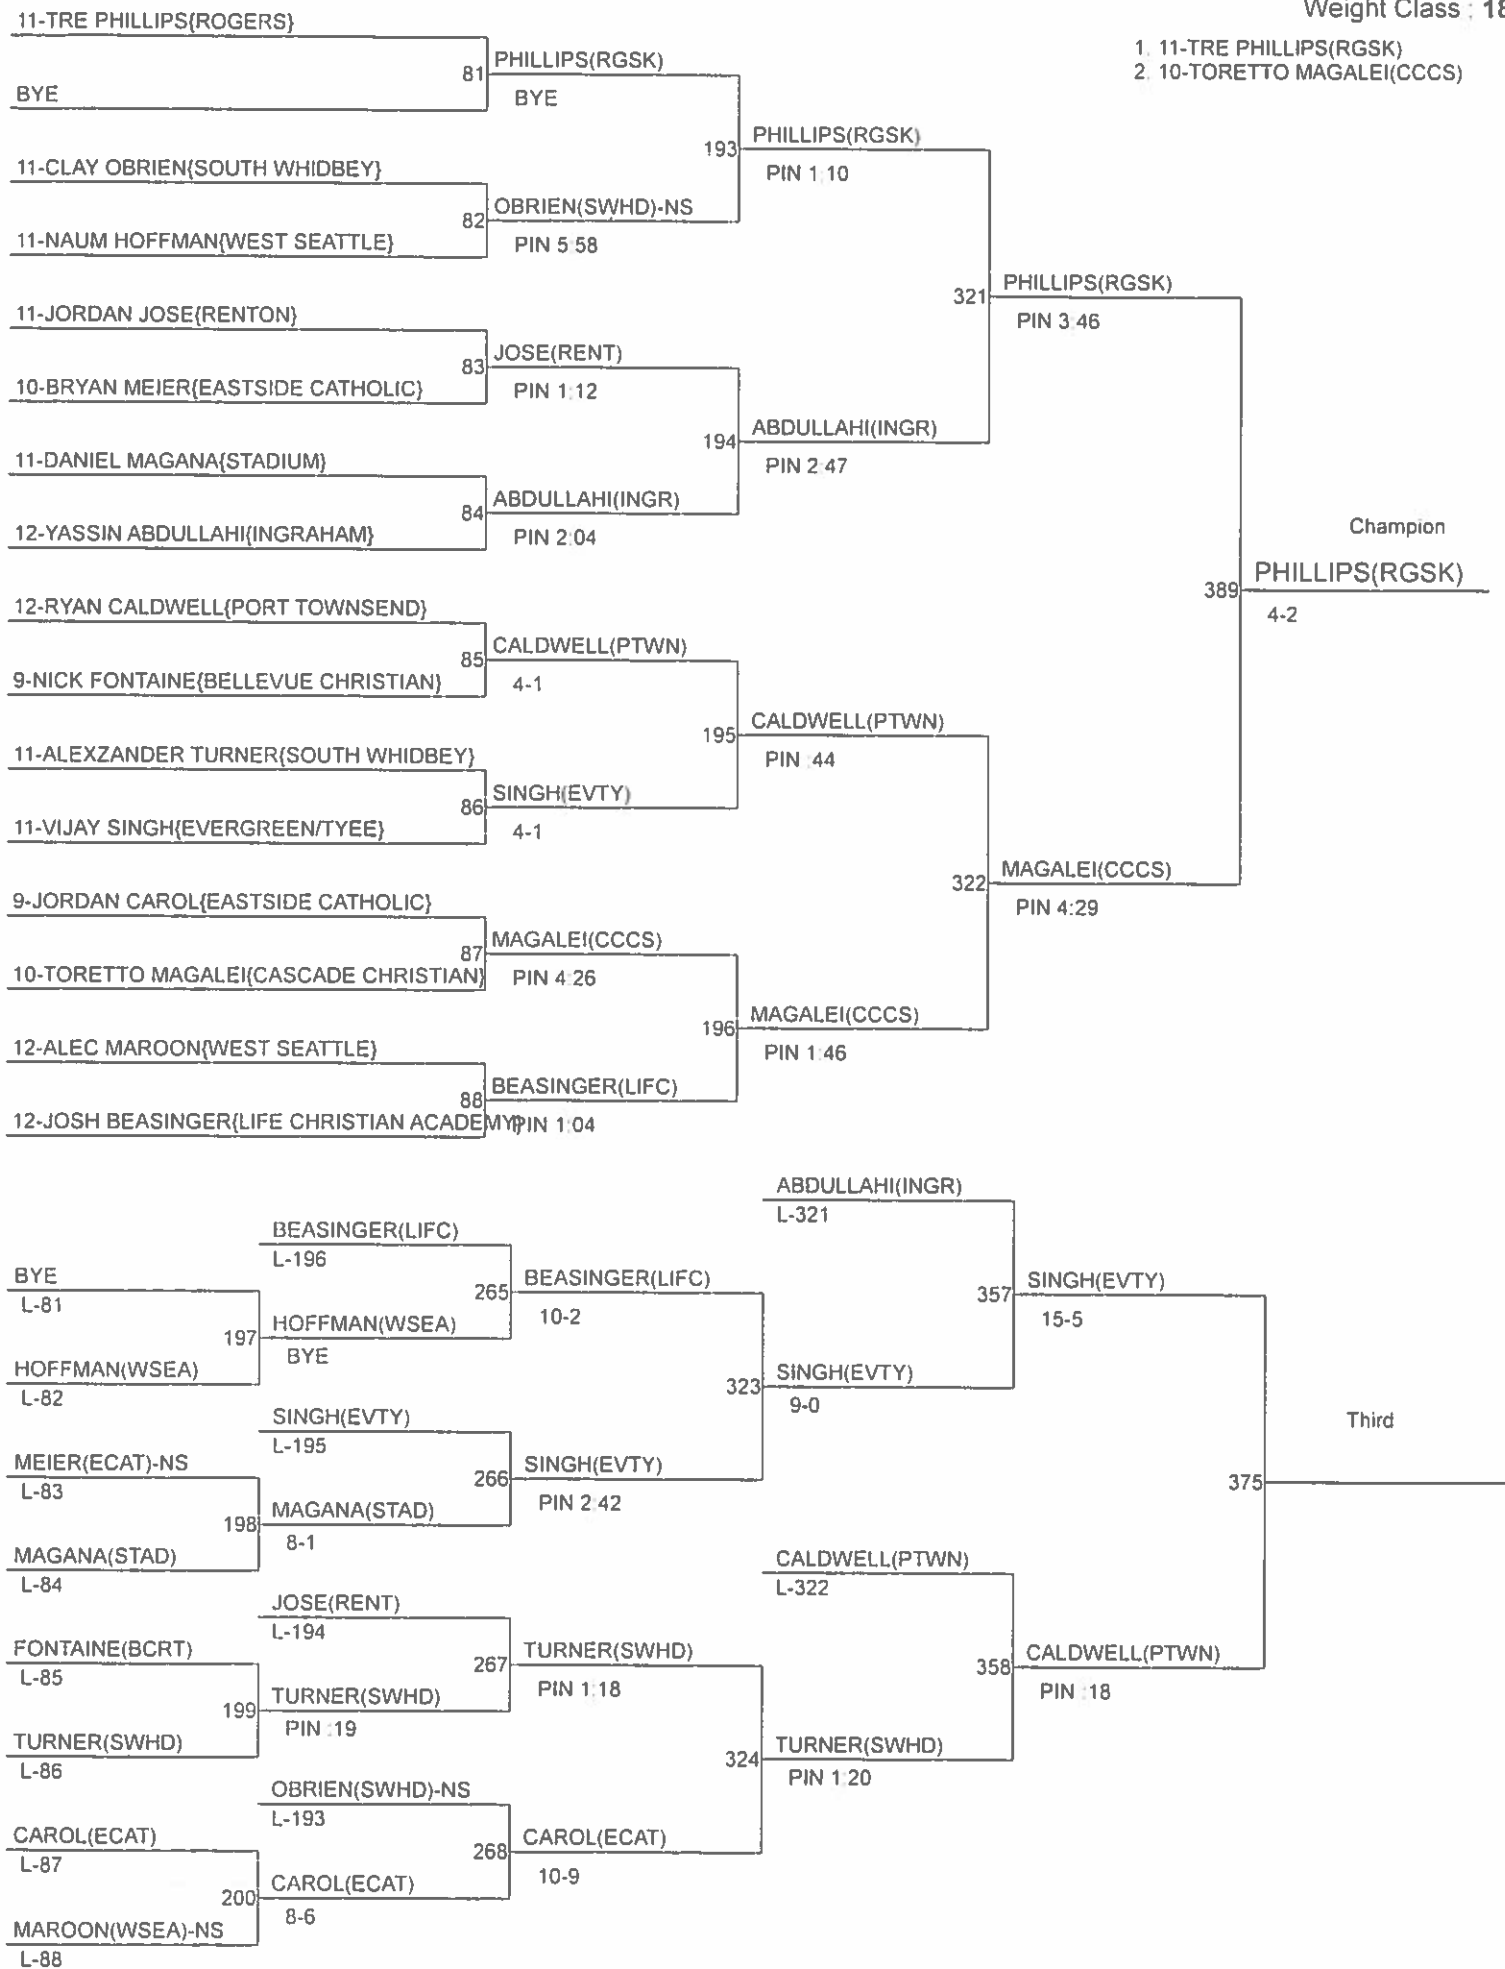 Weight Class : 18
1. 11-TRE PHILLIPS(RGSK)
2. 10-TORETTO MAGALEI(CCCS)
11-TRE PHILLIPS{ROGERS}
81
PHILLIPS(RGSK)
BYE
BYE
193
PHILLIPS(RGSK)
PIN 1:10
11-CLAY OBRIEN{SOUTH WHIDBEY}
82
OBRIEN(SWHD)-NS
PIN 5:58
11-NAUM HOFFMAN{WEST SEATTLE}
321
PHILLIPS(RGSK)
PIN 3:46
11-JORDAN JOSE{RENTON}
83
JOSE(RENT)
PIN 1:12
10-BRYAN MEIER{EASTSIDE CATHOLIC}
194
ABDULLAHI(INGR)
PIN 2:47
11-DANIEL MAGANA{STADIUM}
84
ABDULLAHI(INGR)
PIN 2:04
12-YASSIN ABDULLAHI{INGRAHAM}
Champion
389
PHILLIPS(RGSK)
4-2
12-RYAN CALDWELL{PORT TOWNSEND}
85
CALDWELL(PTWN)
4-1
9-NICK FONTAINE{BELLEVUE CHRISTIAN}
195
CALDWELL(PTWN)
PIN :44
11-ALEXZANDER TURNER{SOUTH WHIDBEY}
86
SINGH(EVTY)
4-1
11-VIJAY SINGH{EVERGREEN/TYEE}
322
MAGALEI(CCCS)
PIN 4:29
9-JORDAN CAROL{EASTSIDE CATHOLIC}
87
MAGALEI(CCCS)
PIN 4:26
10-TORETTO MAGALEI{CASCADE CHRISTIAN}
196
MAGALEI(CCCS)
PIN 1:46
12-ALEC MAROON{WEST SEATTLE}
88
BEASINGER(LIFC)
PIN 1:04
12-JOSH BEASINGER{LIFE CHRISTIAN ACADEMY}
ABDULLAHI(INGR)
L-321
BEASINGER(LIFC)
L-196
BYE
L-81
265
BEASINGER(LIFC)
10-2
357
SINGH(EVTY)
15-5
197
HOFFMAN(WSEA)
BYE
HOFFMAN(WSEA)
L-82
323
SINGH(EVTY)
9-0
SINGH(EVTY)
L-195
Third
MEIER(ECAT)-NS
L-83
266
SINGH(EVTY)
PIN 2:42
375
198
MAGANA(STAD)
8-1
MAGANA(STAD)
L-84
CALDWELL(PTWN)
L-322
JOSE(RENT)
L-194
FONTAINE(BCRT)
L-85
267
TURNER(SWHD)
PIN 1:18
358
CALDWELL(PTWN)
PIN :18
199
TURNER(SWHD)
PIN :19
TURNER(SWHD)
L-86
324
TURNER(SWHD)
PIN 1:20
OBRIEN(SWHD)-NS
L-193
CAROL(ECAT)
L-87
268
CAROL(ECAT)
10-9
200
CAROL(ECAT)
8-6
MAROON(WSEA)-NS
L-88